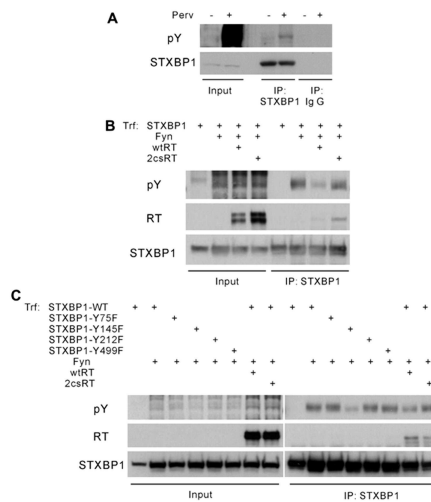 A
Perv - + - + - +
pY
STXBP1
Input IP: STXBP1 IP: Ig G
B
Trf: STXBP1 + + + + + + + +
Fyn + + + + + +
wtRT + +
2csRT + +
pY
RT
STXBP1
Input IP: STXBP1
C
Trf: STXBP1-WT + + + + + + + +
STXBP1-Y75F + +
STXBP1-Y145F + +
STXBP1-Y212F + +
STXBP1-Y499F + +
Fyn + + + + + + + + + + + + + +
wtRT + +
2csRT + +
pY
RT
STXBP1
Input IP: STXBP1